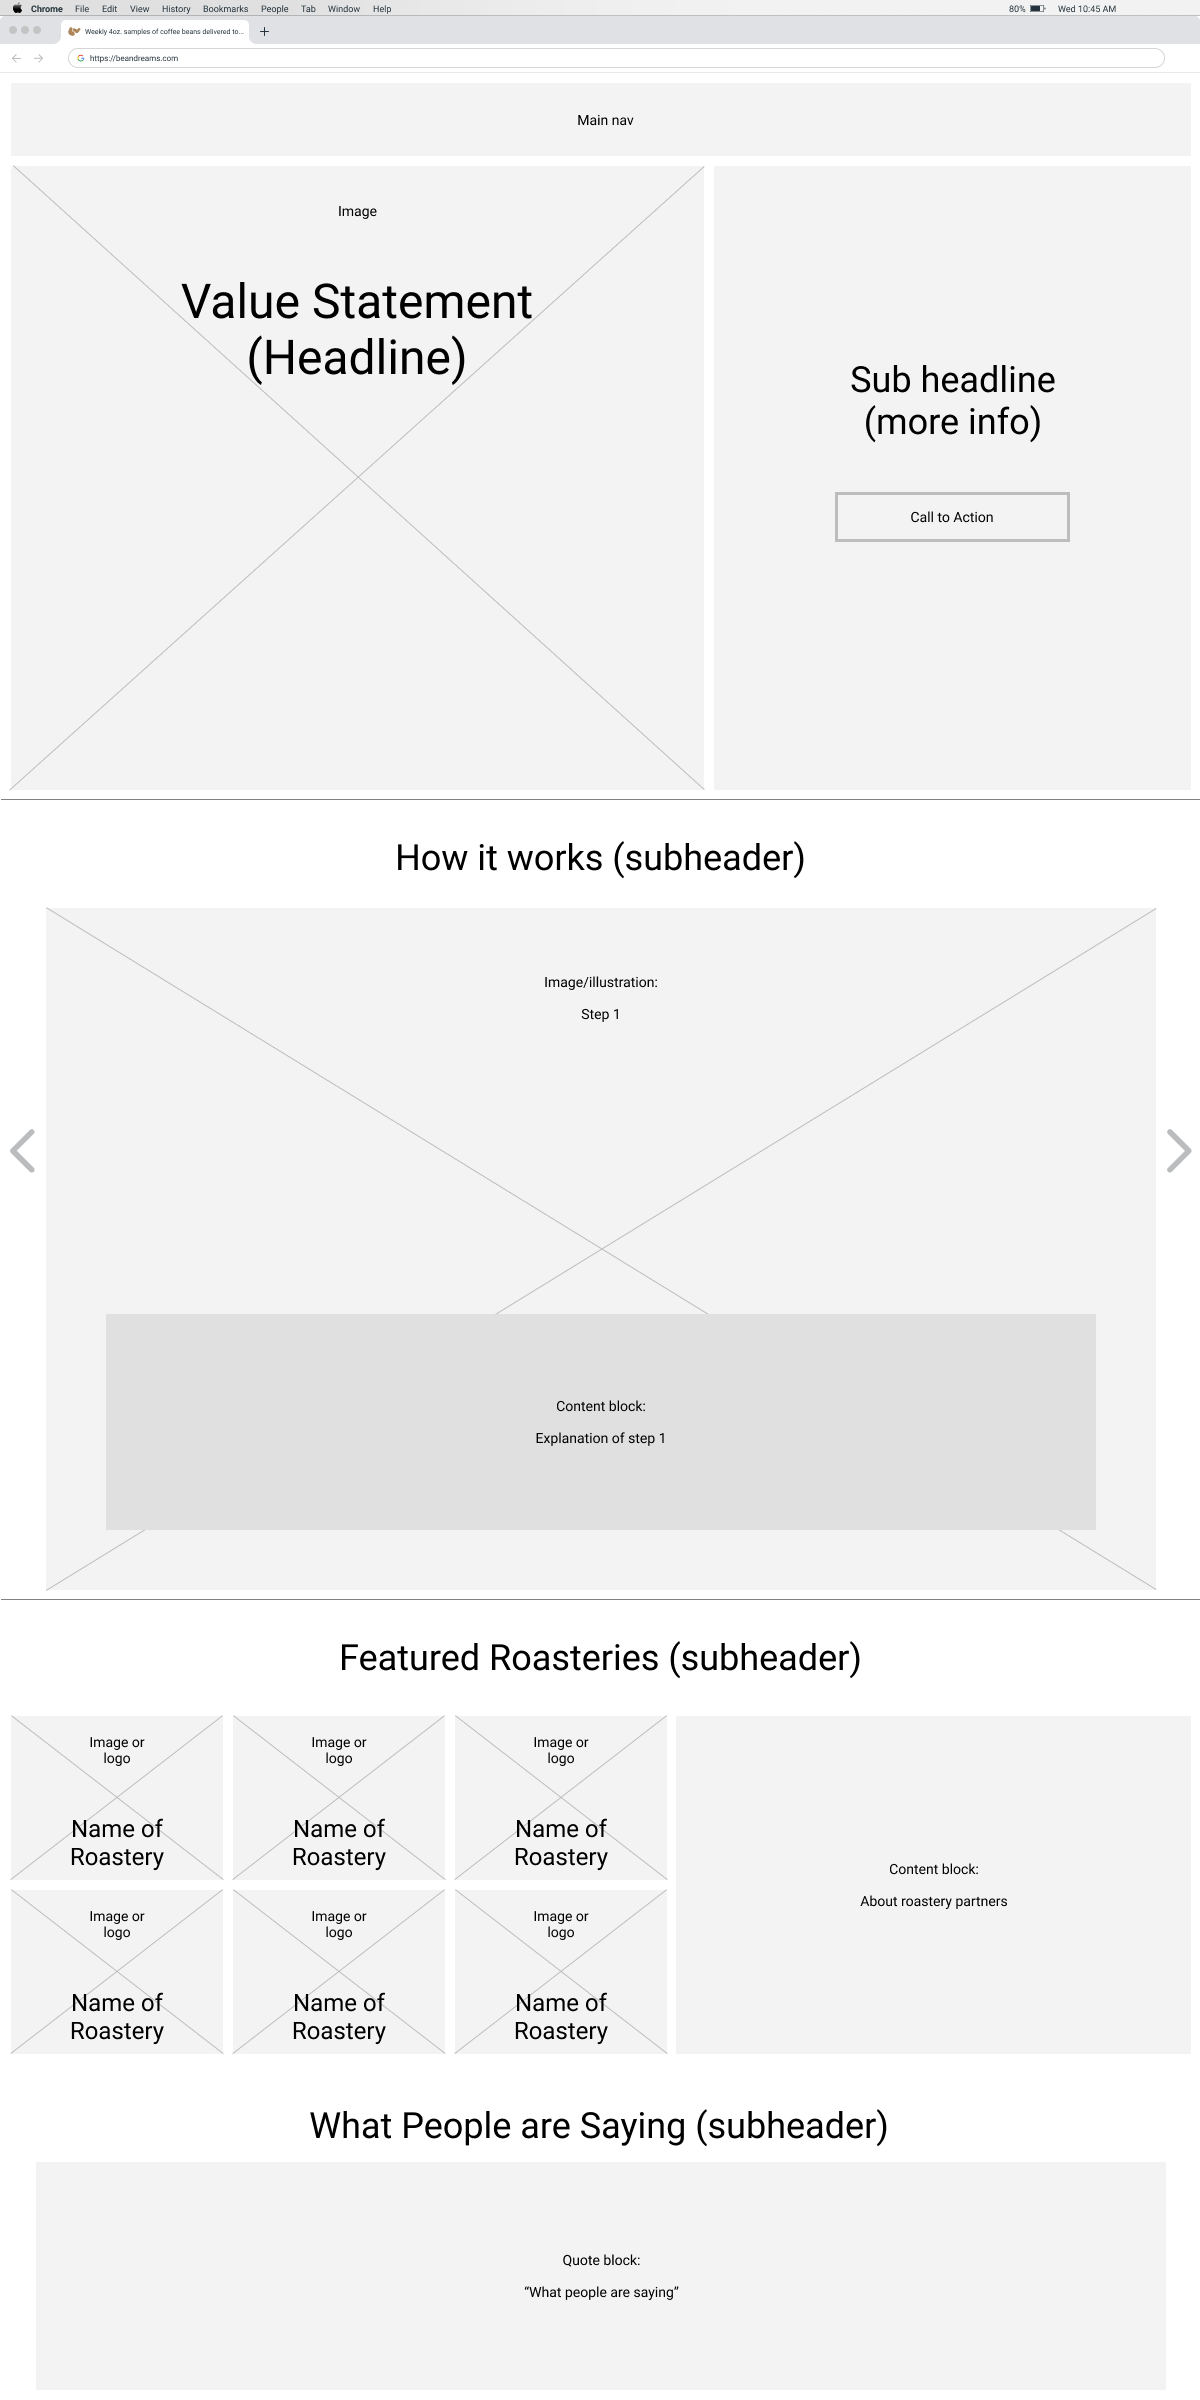 Chrome File Edit View History Bookmarks People Tab Window Help 80% Wed 10:45 AM
Weekly 4oz. samples of coffee beans delivered to...
https://beandreams.com
Main nav
Image
Value Statement
(Headline)
Sub headline
(more info)
Call to Action
How it works (subheader)
Image/illustration:
Step 1
Content block:
Explanation of step 1
Featured Roasteries (subheader)
Image or
logo
Name of
Roastery
Image or
logo
Name of
Roastery
Image or
logo
Name of
Roastery
Image or
logo
Name of
Roastery
Image or
logo
Name of
Roastery
Image or
logo
Name of
Roastery
Content block:
About roastery partners
What People are Saying (subheader)
Quote block:
“What people are saying”